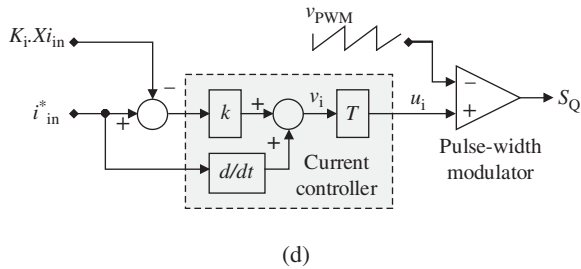 v_PWM
K_i.Xi_in
−
− S_Q
i*_in + k + v_i T u_i +
+
d/dt Current controller
Pulse-width modulator
(d)